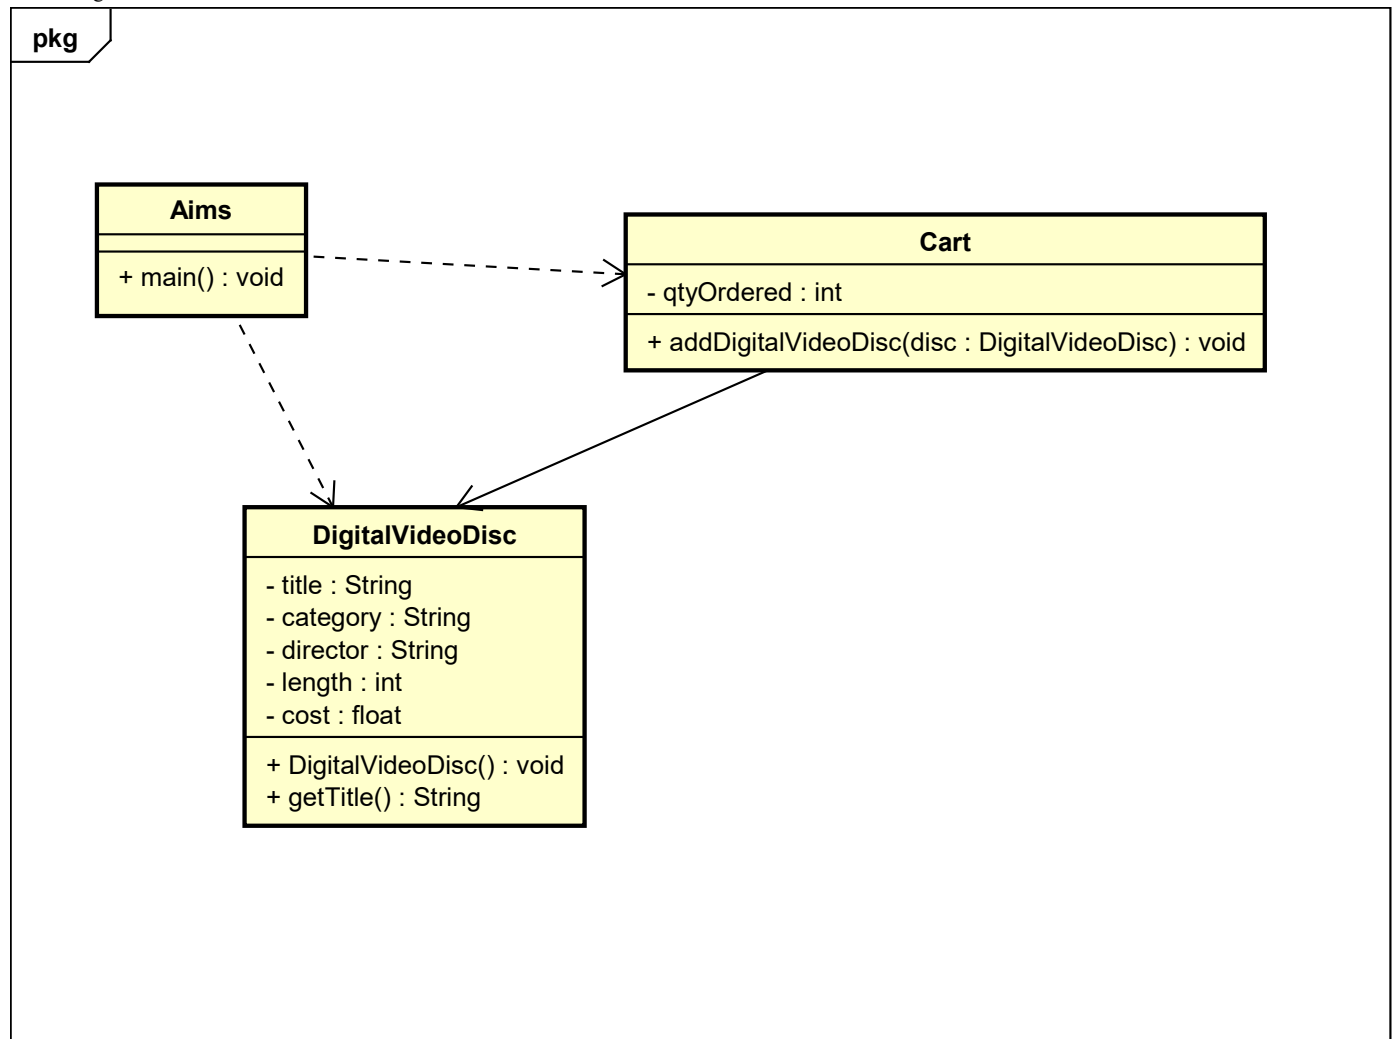 pkg
Aims
+ main() : void
Cart
- qtyOrdered : int
+ addDigitalVideoDisc(disc : DigitalVideoDisc) : void
DigitalVideoDisc
- title : String
- category : String
- director : String
- length : int
- cost : float
+ DigitalVideoDisc() : void
+ getTitle() : String